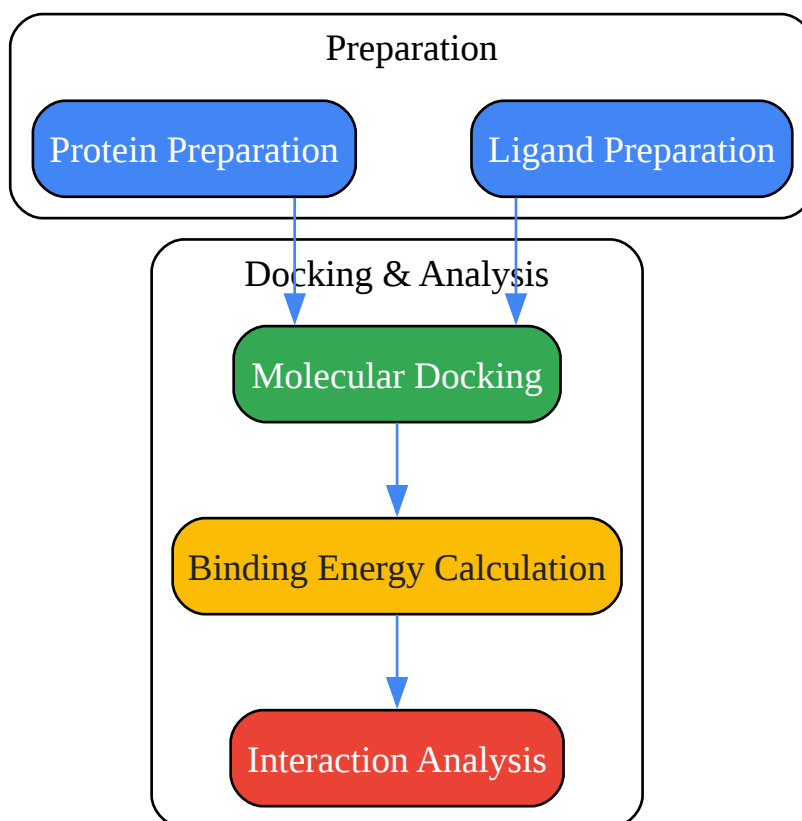 Preparation
Protein Preparation
Ligand Preparation
Docking & Analysis
Molecular Docking
Binding Energy Calculation
Interaction Analysis